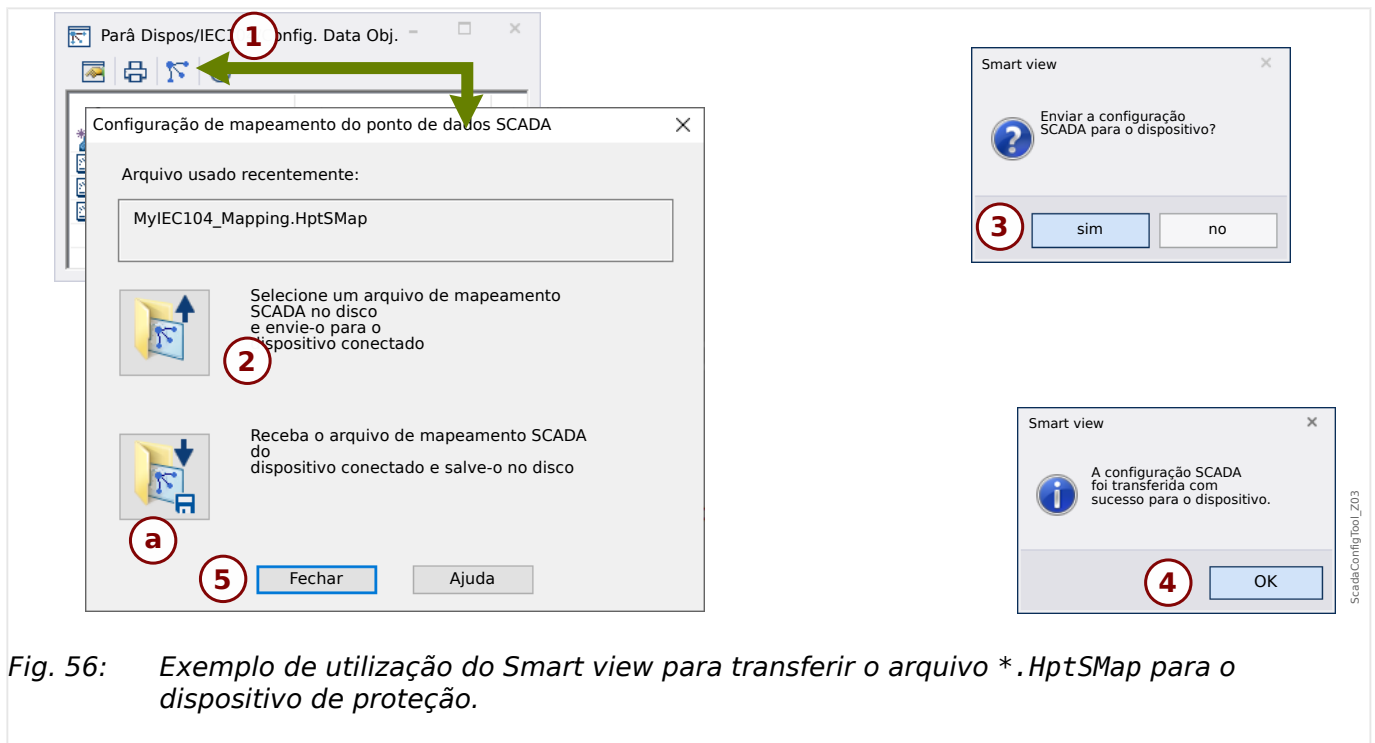 Parâ Dispos/IEC1 1 onfig. Data Obj.
Configuração de mapeamento do ponto de dados SCADA
Arquivo usado recentemente:
MyIEC104_Mapping.HptSMap
Selecione um arquivo de mapeamento
SCADA no disco
e envie-o para o
dispositivo conectado
2
Receba o arquivo de mapeamento SCADA
do
dispositivo conectado e salve-o no disco
a
5 Fechar Ajuda
Smart view
Enviar a configuração
SCADA para o dispositivo?
3 sim no
Smart view
A configuração SCADA
foi transferida com
sucesso para o dispositivo.
4 OK
ScadaConfigTool_Z03
Fig. 56: Exemplo de utilização do Smart view para transferir o arquivo *.HptSMap para o
dispositivo de proteção.